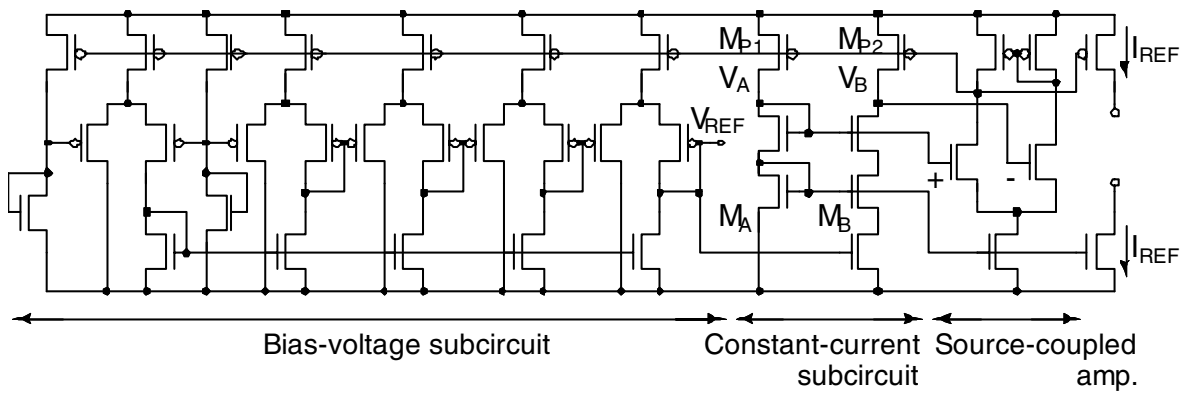 M_P1 M_P2 I_REF
V_A V_B
V_REF
+ -
M_A M_B
I_REF
Bias-voltage subcircuit
Constant-current subcircuit
Source-coupled amp.